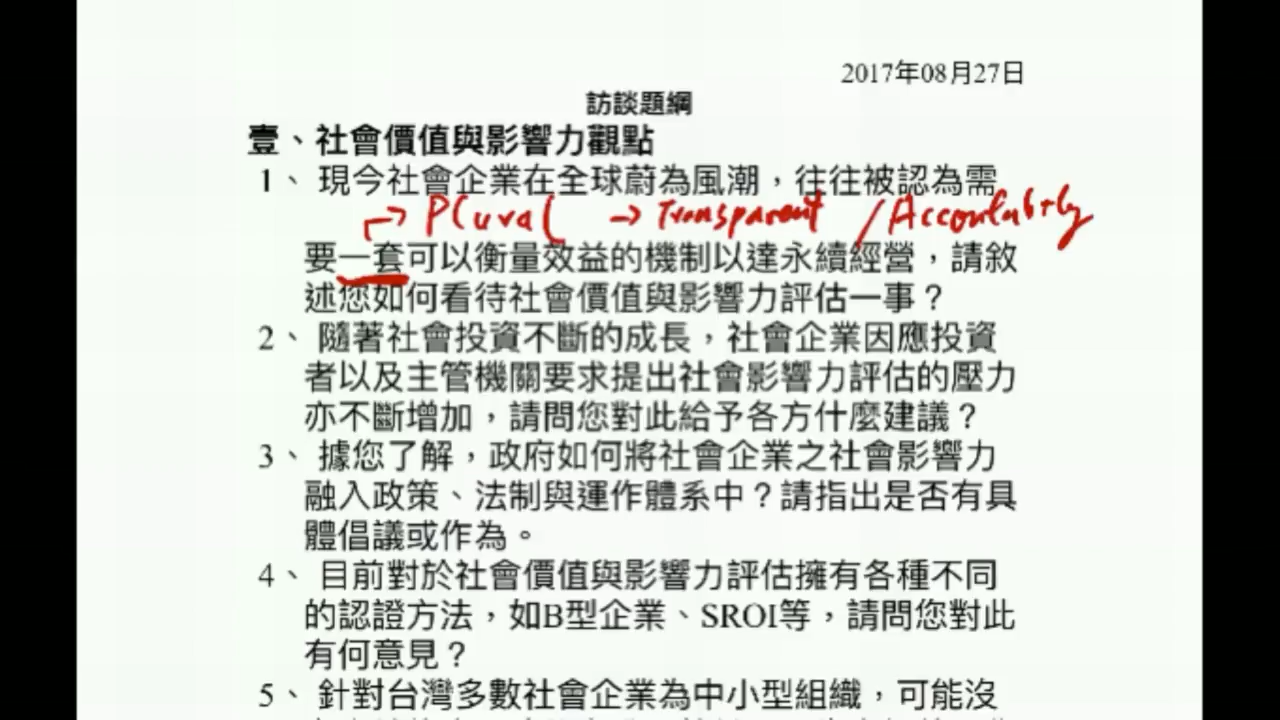 2017年08月27日
訪談題綱
壹、社會價值與影響力觀點
1、 現今社會企業在全球蔚為風潮，往往被認為需
→ Plural → Transparent / Accountability
要一套可以衡量效益的機制以達永續經營，請敘
述您如何看待社會價值與影響力評估一事？
2、 隨著社會投資不斷的成長，社會企業因應投資
者以及主管機關要求提出社會影響力評估的壓力
亦不斷增加，請問您對此給予各方什麼建議？
3、 據您了解，政府如何將社會企業之社會影響力
融入政策、法制與運作體系中？請指出是否有具
體倡議或作為。
4、 目前對於社會價值與影響力評估擁有各種不同
的認證方法，如B型企業、SROI等，請問您對此
有何意見？
5、 針對台灣多數社會企業為中小型組織，可能沒